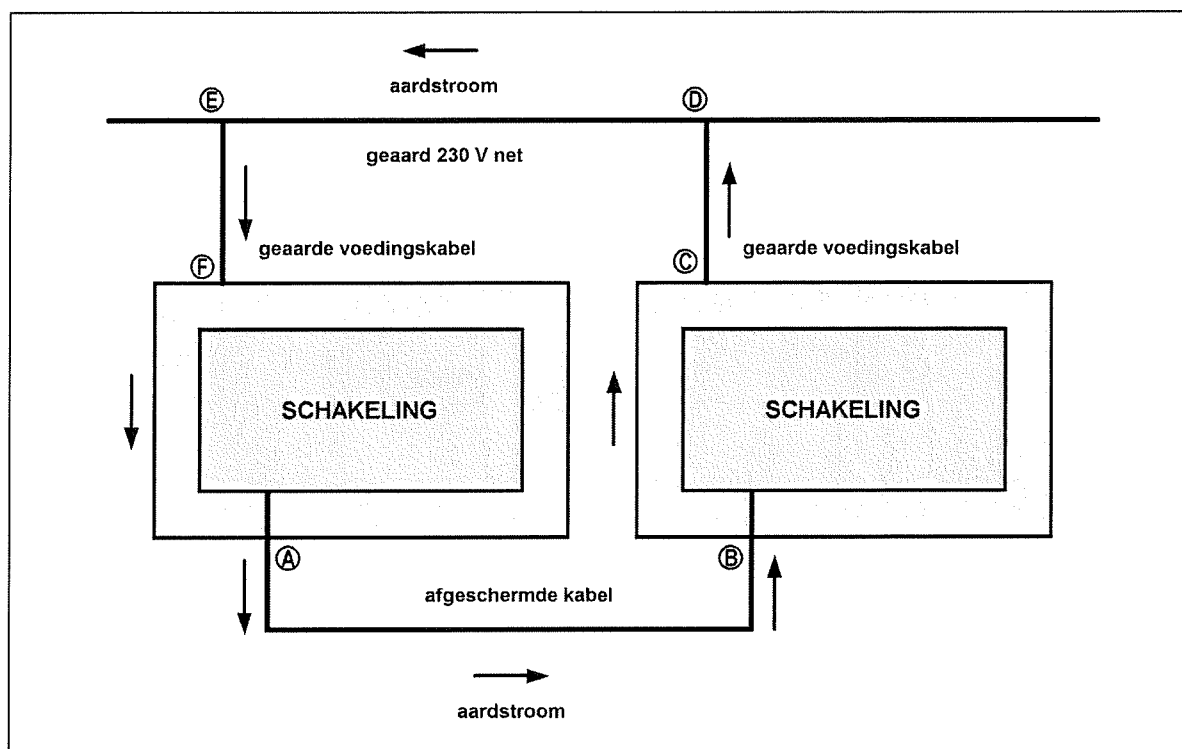 aardstroom
Ⓔ
Ⓓ
geaard 230 V net
geaarde voedingskabel
geaarde voedingskabel
Ⓕ
Ⓒ
SCHAKELING
SCHAKELING
Ⓐ
Ⓑ
afgeschermde kabel
aardstroom